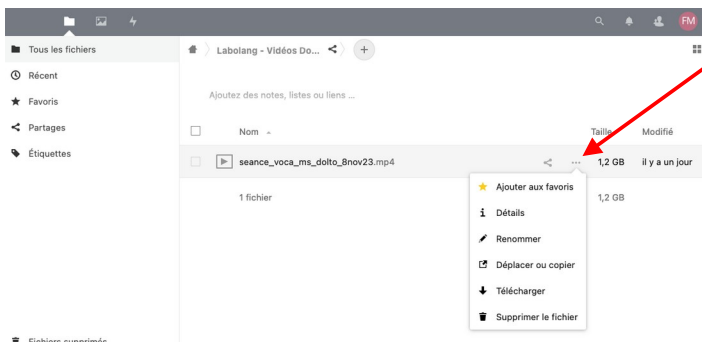 FM
Tous les fichiers
Labolang - Vidéos Do...
+
Récent
Ajoutez des notes, listes ou liens ...
Favoris
Partages
Nom
Taille
Modifié
Étiquettes
seance_voca_ms_dolto_8nov23.mp4
...
1,2 GB
il y a un jour
1 fichier
1,2 GB
Ajouter aux favoris
Détails
Renommer
Déplacer ou copier
Télécharger
Supprimer le fichier
Fichiers supprimés